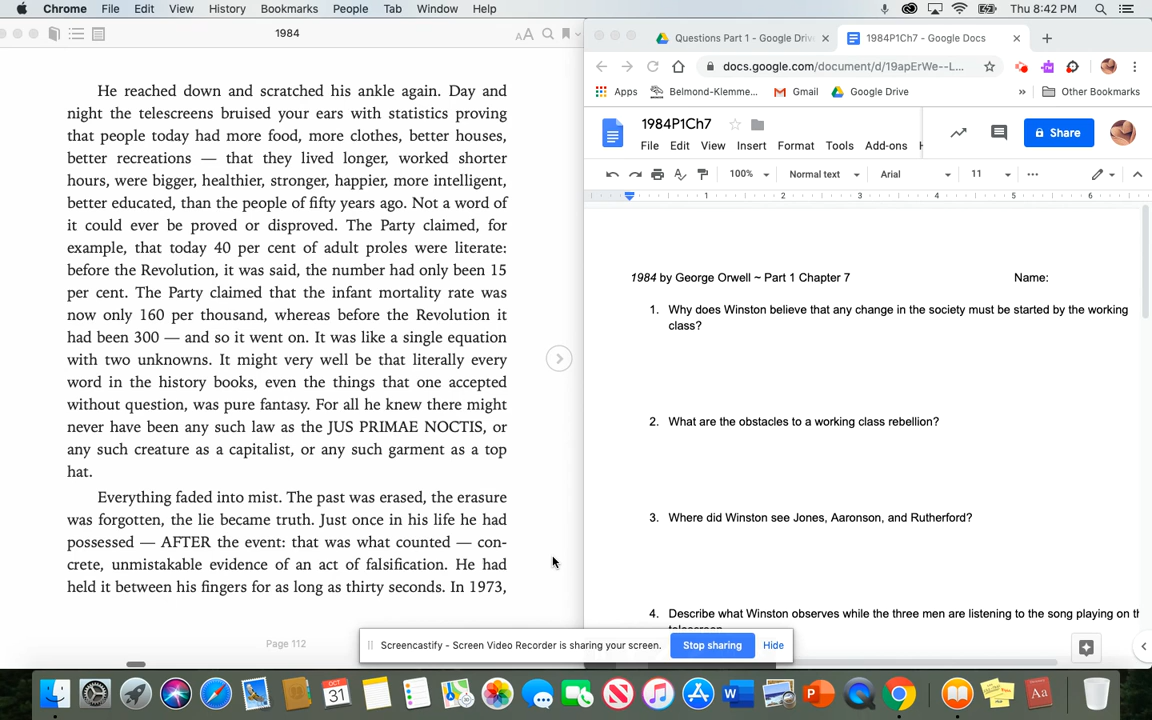 Chrome File Edit View History Bookmarks People Tab Window Help Thu 8:42 PM
1984
AA
He reached down and scratched his ankle again. Day and
night the telescreens bruised your ears with statistics proving
that people today had more food, more clothes, better houses,
better recreations — that they lived longer, worked shorter
hours, were bigger, healthier, stronger, happier, more intelligent,
better educated, than the people of fifty years ago. Not a word of
it could ever be proved or disproved. The Party claimed, for
example, that today 40 per cent of adult proles were literate:
before the Revolution, it was said, the number had only been 15
per cent. The Party claimed that the infant mortality rate was
now only 160 per thousand, whereas before the Revolution it
had been 300 — and so it went on. It was like a single equation
with two unknowns. It might very well be that literally every
word in the history books, even the things that one accepted
without question, was pure fantasy. For all he knew there might
never have been any such law as the JUS PRIMAE NOCTIS, or
any such creature as a capitalist, or any such garment as a top
hat.
Everything faded into mist. The past was erased, the erasure
was forgotten, the lie became truth. Just once in his life he had
possessed — AFTER the event: that was what counted — con-
crete, unmistakable evidence of an act of falsification. He had
held it between his fingers for as long as thirty seconds. In 1973,
Page 112
Questions Part 1 - Google Driv
1984P1Ch7 - Google Docs
docs.google.com/document/d/19apErWe--L...
Apps Belmond-Klemme... Gmail Google Drive » Other Bookmarks
1984P1Ch7
Share
File Edit View Insert Format Tools Add-ons
100% Normal text Arial 11
1 2 3 4 5 6
1984 by George Orwell ~ Part 1 Chapter 7 Name:
1. Why does Winston believe that any change in the society must be started by the working
class?
2. What are the obstacles to a working class rebellion?
3. Where did Winston see Jones, Aaronson, and Rutherford?
4. Describe what Winston observes while the three men are listening to the song playing on th
Screencastify - Screen Video Recorder is sharing your screen. Stop sharing Hide
OCT
31
Aa